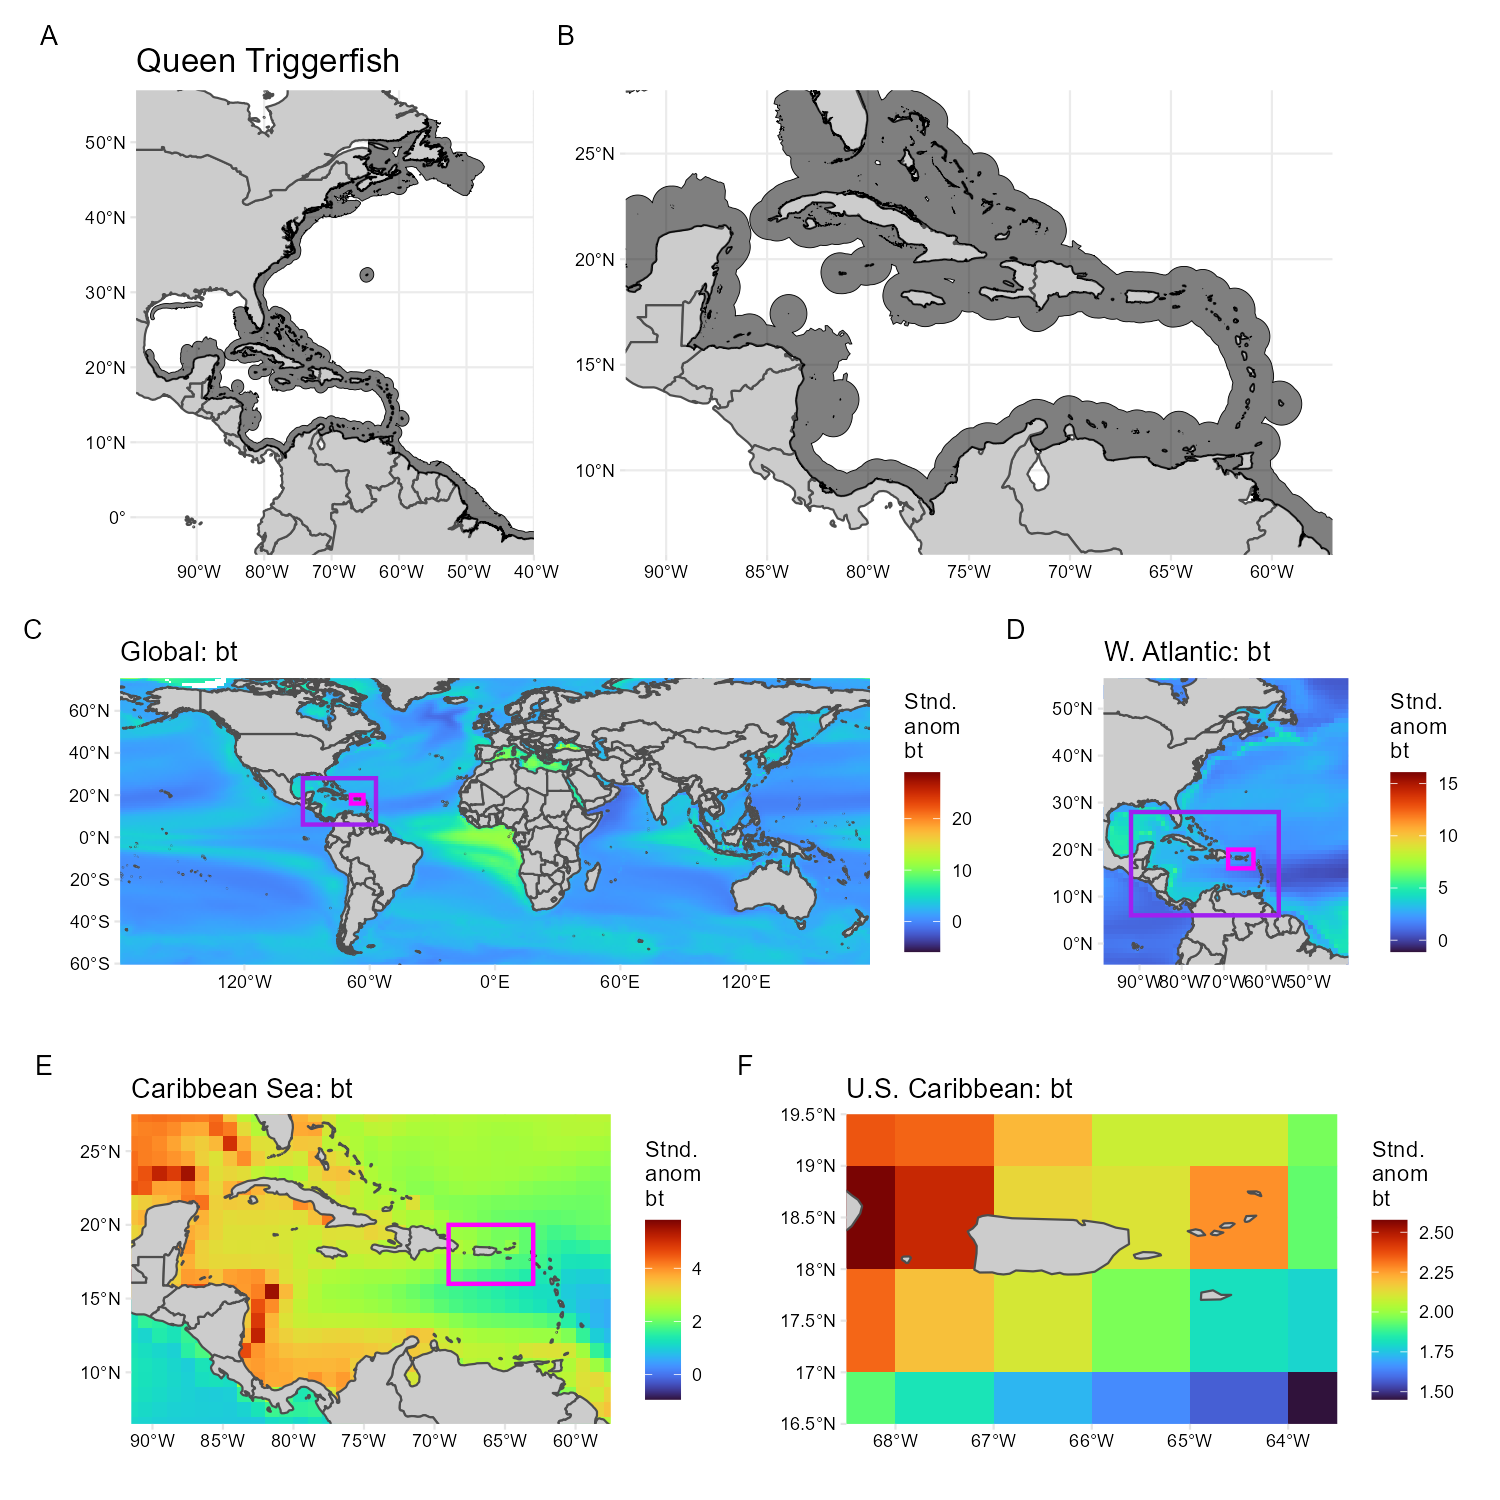 A
B
Queen Triggerfish
50°N
40°N
30°N
20°N
10°N
0°
90°W 80°W 70°W 60°W 50°W 40°W
25°N
20°N
15°N
10°N
90°W 85°W 80°W 75°W 70°W 65°W 60°W
C
Global: bt
60°N
40°N
20°N
0°N
20°S
40°S
60°S
120°W 60°W 0°E 60°E 120°E
Stnd.
anom
bt
20
10
0
D
W. Atlantic: bt
50°N
40°N
30°N
20°N
10°N
0°N
90°W 80°W 70°W 60°W 50°W
Stnd.
anom
bt
15
10
5
0
E
Caribbean Sea: bt
25°N
20°N
15°N
10°N
90°W 85°W 80°W 75°W 70°W 65°W 60°W
Stnd.
anom
bt
4
2
0
F
U.S. Caribbean: bt
19.5°N
19°N
18.5°N
18°N
17.5°N
17°N
16.5°N
68°W 67°W 66°W 65°W 64°W
Stnd.
anom
bt
2.50
2.25
2.00
1.75
1.50